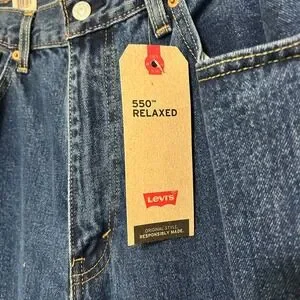 550™
RELAXED
Levi's
ORIGINAL STYLE.
RESPONSIBLY MADE.